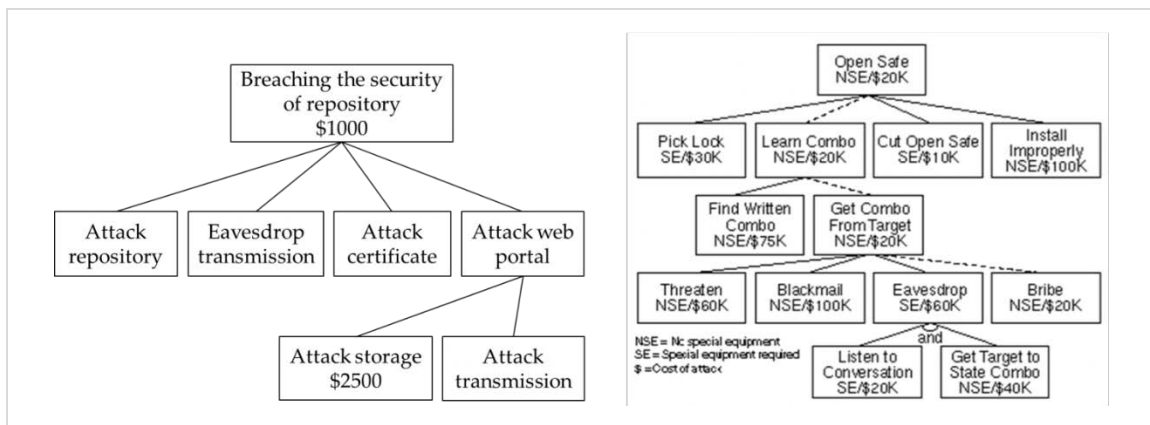 Breaching the security
of repository
$1000
Attack
repository
Eavesdrop
transmission
Attack
certificate
Attack web
portal
Attack storage
$2500
Attack
transmission
Open Safe
NSE/$20K
Pick Lock
SE/$30K
Learn Combo
NSE/$20K
Cut Open Safe
SE/$10K
Install
Improperly
NSE/$100K
Find Written
Combo
NSE/$75K
Get Combo
From Target
NSE/$20K
Threaten
NSE/$60K
Blackmail
NSE/$100K
Eavesdrop
SE/$60K
Bribe
NSE/$20K
and
NSE = Nc special equipment
SE = Special equipment required
$ = Cost of attack
Listen to
Conversation
SE/$20K
Get Target to
State Combo
NSE/$40K